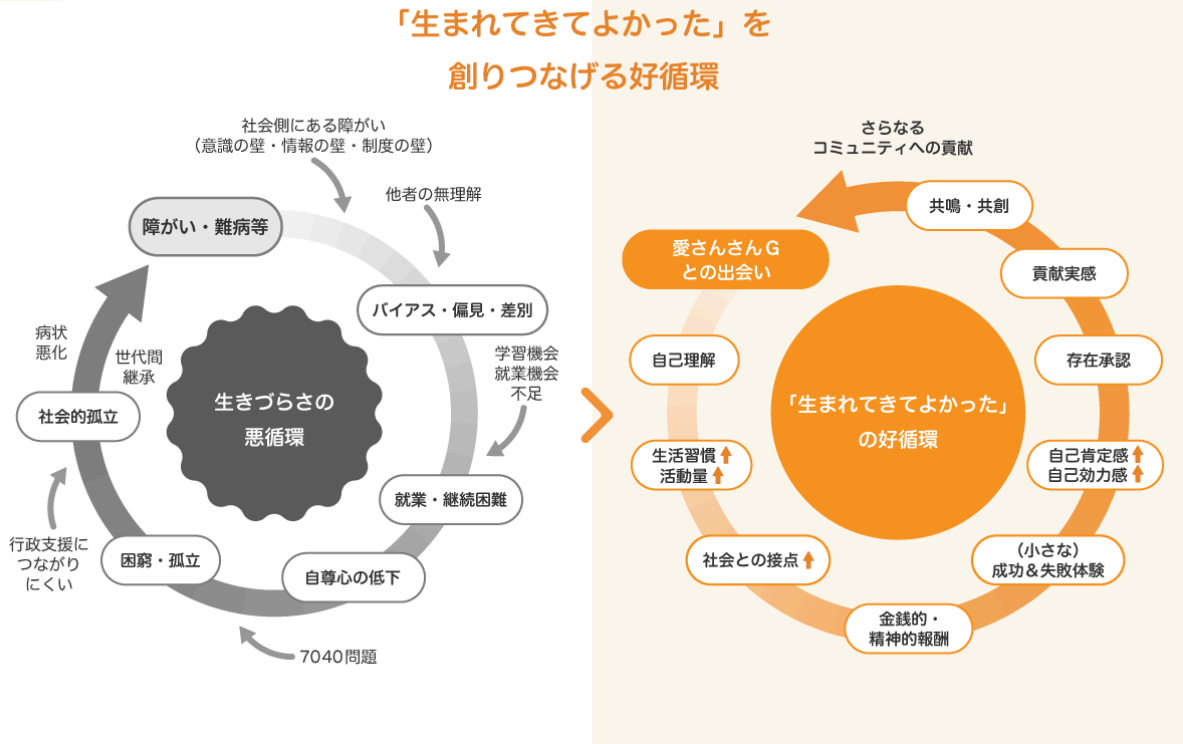 「生まれてきてよかった」を
創りつなげる好循環
社会側にある障がい
（意識の壁・情報の壁・制度の壁）
他者の無理解
障がい・難病等
バイアス・偏見・差別
学習機会
就業機会
不足
就業・継続困難
自尊心の低下
7040問題
困窮・孤立
行政支援に
つながり
にくい
社会的孤立
病状
悪化
世代間
継承
生きづらさの
悪循環
愛さんさんG
との出会い
自己理解
生活習慣
活動量
社会との接点
金銭的・
精神的報酬
（小さな）
成功＆失敗体験
自己肯定感
自己効力感
存在承認
貢献実感
共鳴・共創
さらなる
コミュニティへの貢献
「生まれてきてよかった」
の好循環